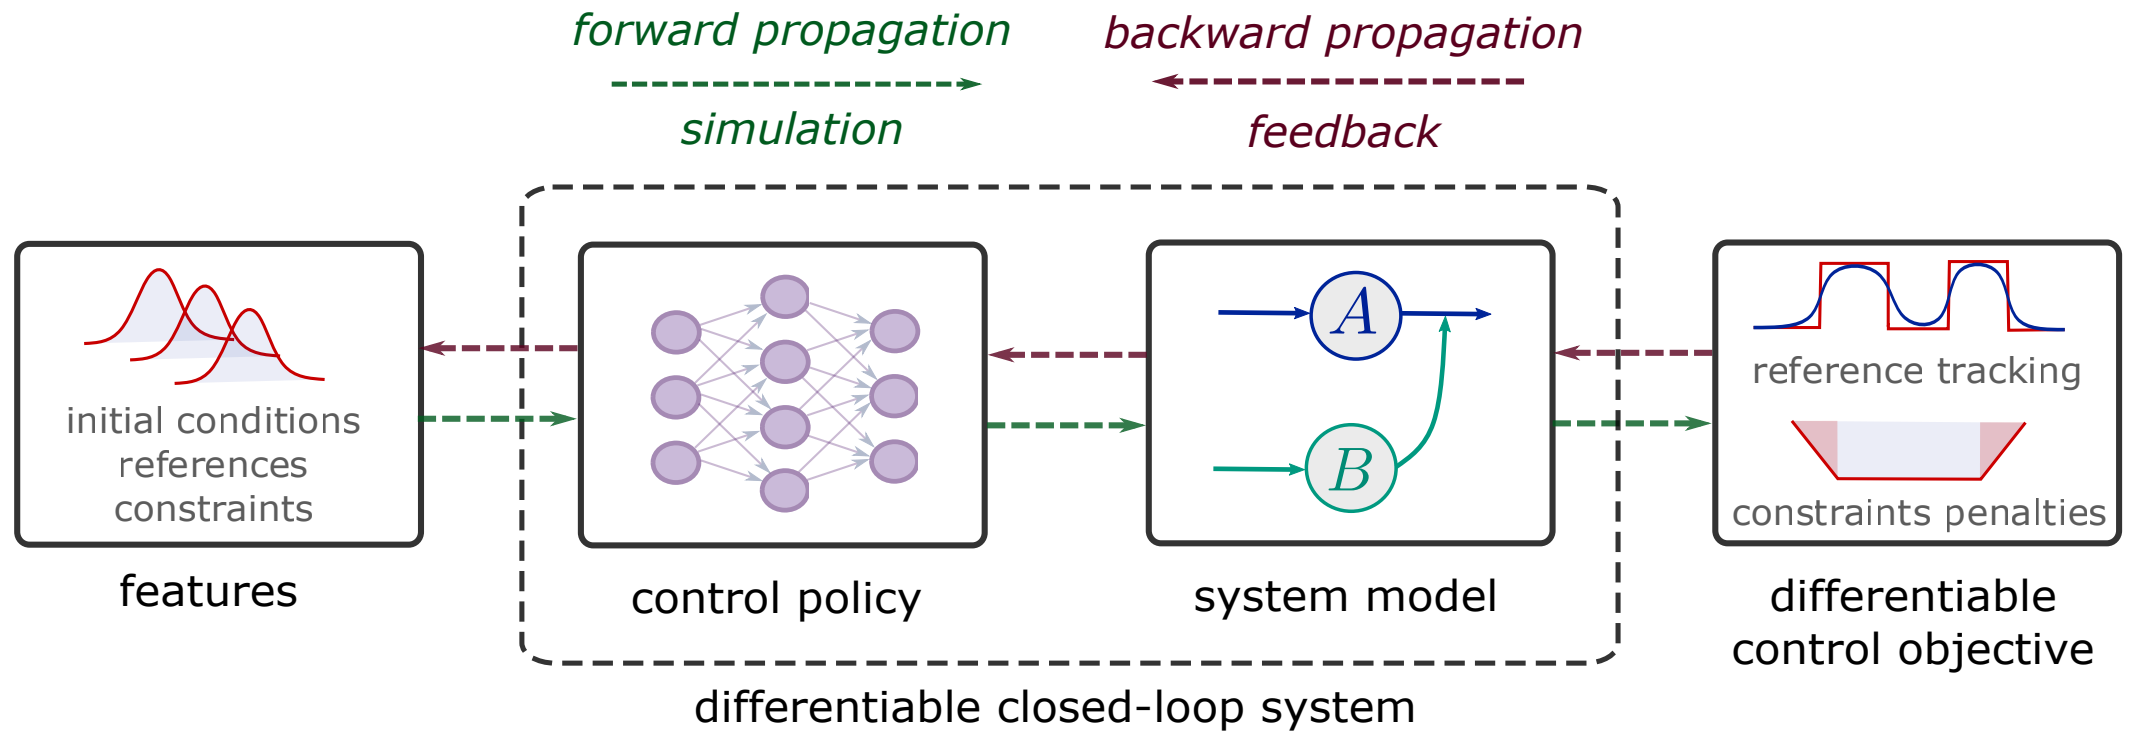 forward propagation
simulation
backward propagation
feedback
initial conditions
references
constraints
features
control policy
A
B
system model
reference tracking
constraints penalties
differentiable
control objective
differentiable closed-loop system